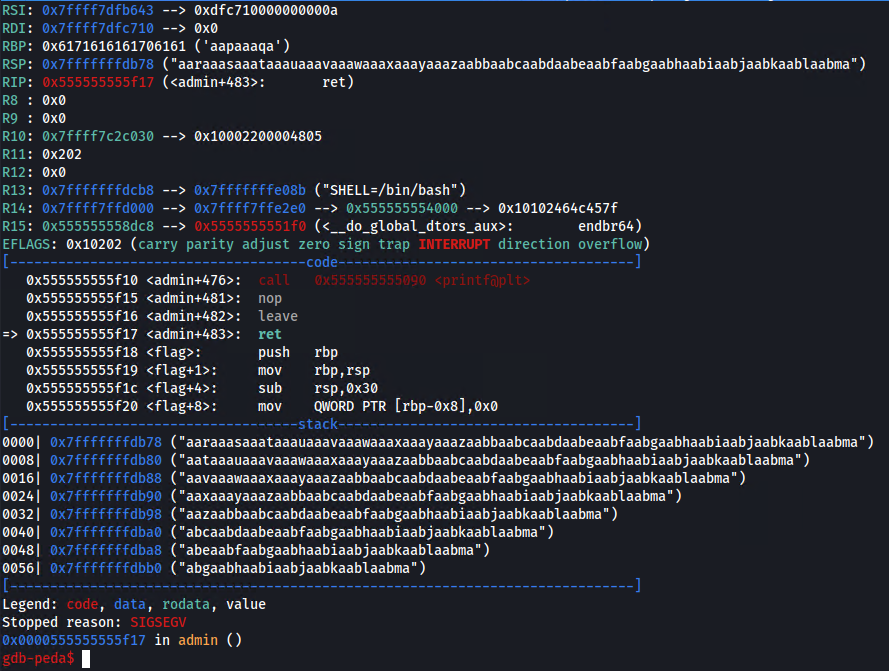 RSI: 0x7ffff7dfb643 --> 0xdfc710000000000a
RDI: 0x7ffff7dfc710 --> 0x0
RBP: 0x6171616161706161 ('aapaaaqa')
RSP: 0x7fffffffdb78 ("aaraaasaaataaauaaavaaawaaaxaaayaaazaabbaabcaabdaabeaabfaabgaabhaabiaabjaabkaablaabma")
RIP: 0x555555555f17 (<admin+483>: ret)
R8 : 0x0
R9 : 0x0
R10: 0x7ffff7c2c030 --> 0x10002200004805
R11: 0x202
R12: 0x0
R13: 0x7fffffffdcb8 --> 0x7fffffffe08b ("SHELL=/bin/bash")
R14: 0x7ffff7ffd000 --> 0x7ffff7ffe2e0 --> 0x555555554000 --> 0x10102464c457f
R15: 0x555555558dc8 --> 0x5555555551f0 (<__do_global_dtors_aux>: endbr64)
EFLAGS: 0x10202 (carry parity adjust zero sign trap INTERRUPT direction overflow)
[-------------------------------------code-------------------------------------]
0x555555555f10 <admin+476>: call 0x555555555090 <printf@plt>
0x555555555f15 <admin+481>: nop
0x555555555f16 <admin+482>: leave
=> 0x555555555f17 <admin+483>: ret
0x555555555f18 <flag>: push rbp
0x555555555f19 <flag+1>: mov rbp,rsp
0x555555555f1c <flag+4>: sub rsp,0x30
0x555555555f20 <flag+8>: mov QWORD PTR [rbp-0x8],0x0
[------------------------------------stack-------------------------------------]
0000| 0x7fffffffdb78 ("aaraaasaaataaauaaavaaawaaaxaaayaaazaabbaabcaabdaabeaabfaabgaabhaabiaabjaabkaablaabma")
0008| 0x7fffffffdb80 ("aataaauaaavaaawaaaxaaayaaazaabbaabcaabdaabeaabfaabgaabhaabiaabjaabkaablaabma")
0016| 0x7fffffffdb88 ("aavaaawaaaxaaayaaazaabbaabcaabdaabeaabfaabgaabhaabiaabjaabkaablaabma")
0024| 0x7fffffffdb90 ("aaxaaayaaazaabbaabcaabdaabeaabfaabgaabhaabiaabjaabkaablaabma")
0032| 0x7fffffffdb98 ("aazaabbaabcaabdaabeaabfaabgaabhaabiaabjaabkaablaabma")
0040| 0x7fffffffdba0 ("abcaabdaabeaabfaabgaabhaabiaabjaabkaablaabma")
0048| 0x7fffffffdba8 ("abeaabfaabgaabhaabiaabjaabkaablaabma")
0056| 0x7fffffffdbb0 ("abgaabhaabiaabjaabkaablaabma")
[------------------------------------------------------------------------------]
Legend: code, data, rodata, value
Stopped reason: SIGSEGV
0x0000555555555f17 in admin ()
gdb-peda$